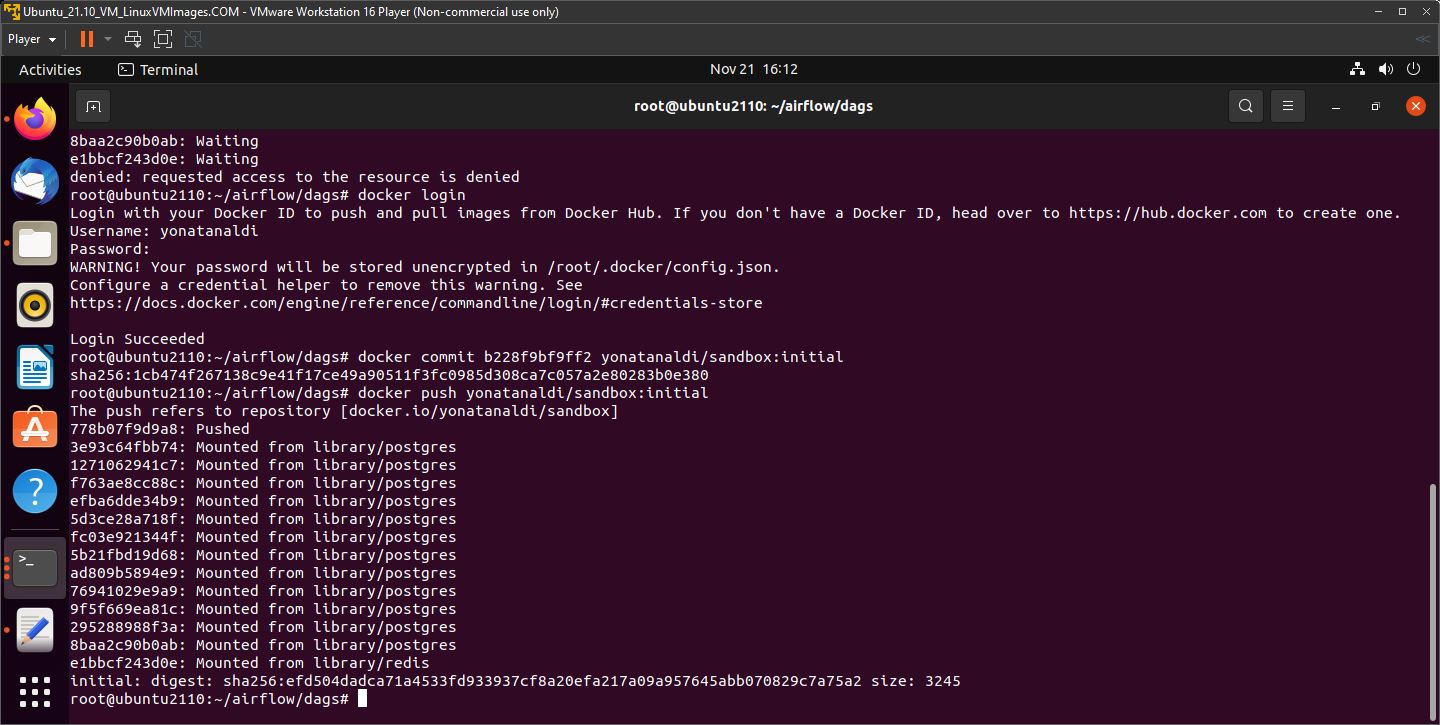 Ubuntu_21.10_VM_LinuxVMImages.COM - VMware Workstation 16 Player (Non-commercial use only)
Player
Activities
Terminal
Nov 21 16:12
root@ubuntu2110: ~/airflow/dags
8baa2c90b0ab: Waiting
e1bbcf243d0e: Waiting
denied: requested access to the resource is denied
root@ubuntu2110:~/airflow/dags# docker login
Login with your Docker ID to push and pull images from Docker Hub. If you don't have a Docker ID, head over to https://hub.docker.com to create one.
Username: yonatanaldi
Password:
WARNING! Your password will be stored unencrypted in /root/.docker/config.json.
Configure a credential helper to remove this warning. See
https://docs.docker.com/engine/reference/commandline/login/#credentials-store
Login Succeeded
root@ubuntu2110:~/airflow/dags# docker commit b228f9bf9ff2 yonatanaldi/sandbox:initial
sha256:1cb474f267138c9e41f17ce49a90511f3fc0985d308ca7c057a2e80283b0e380
root@ubuntu2110:~/airflow/dags# docker push yonatanaldi/sandbox:initial
The push refers to repository [docker.io/yonatanaldi/sandbox]
778b07f9d9a8: Pushed
3e93c64fbb74: Mounted from library/postgres
1271062941c7: Mounted from library/postgres
f763ae8cc88c: Mounted from library/postgres
efba6dde34b9: Mounted from library/postgres
5d3ce28a718f: Mounted from library/postgres
fc03e921344f: Mounted from library/postgres
5b21fbd19d68: Mounted from library/postgres
ad809b5894e9: Mounted from library/postgres
76941029e9a9: Mounted from library/postgres
9f5f669ea81c: Mounted from library/postgres
295288988f3a: Mounted from library/postgres
8baa2c90b0ab: Mounted from library/postgres
e1bbcf243d0e: Mounted from library/redis
initial: digest: sha256:efd504dadca71a4533fd933937cf8a20efa217a09a957645abb070829c7a75a2 size: 3245
root@ubuntu2110:~/airflow/dags#